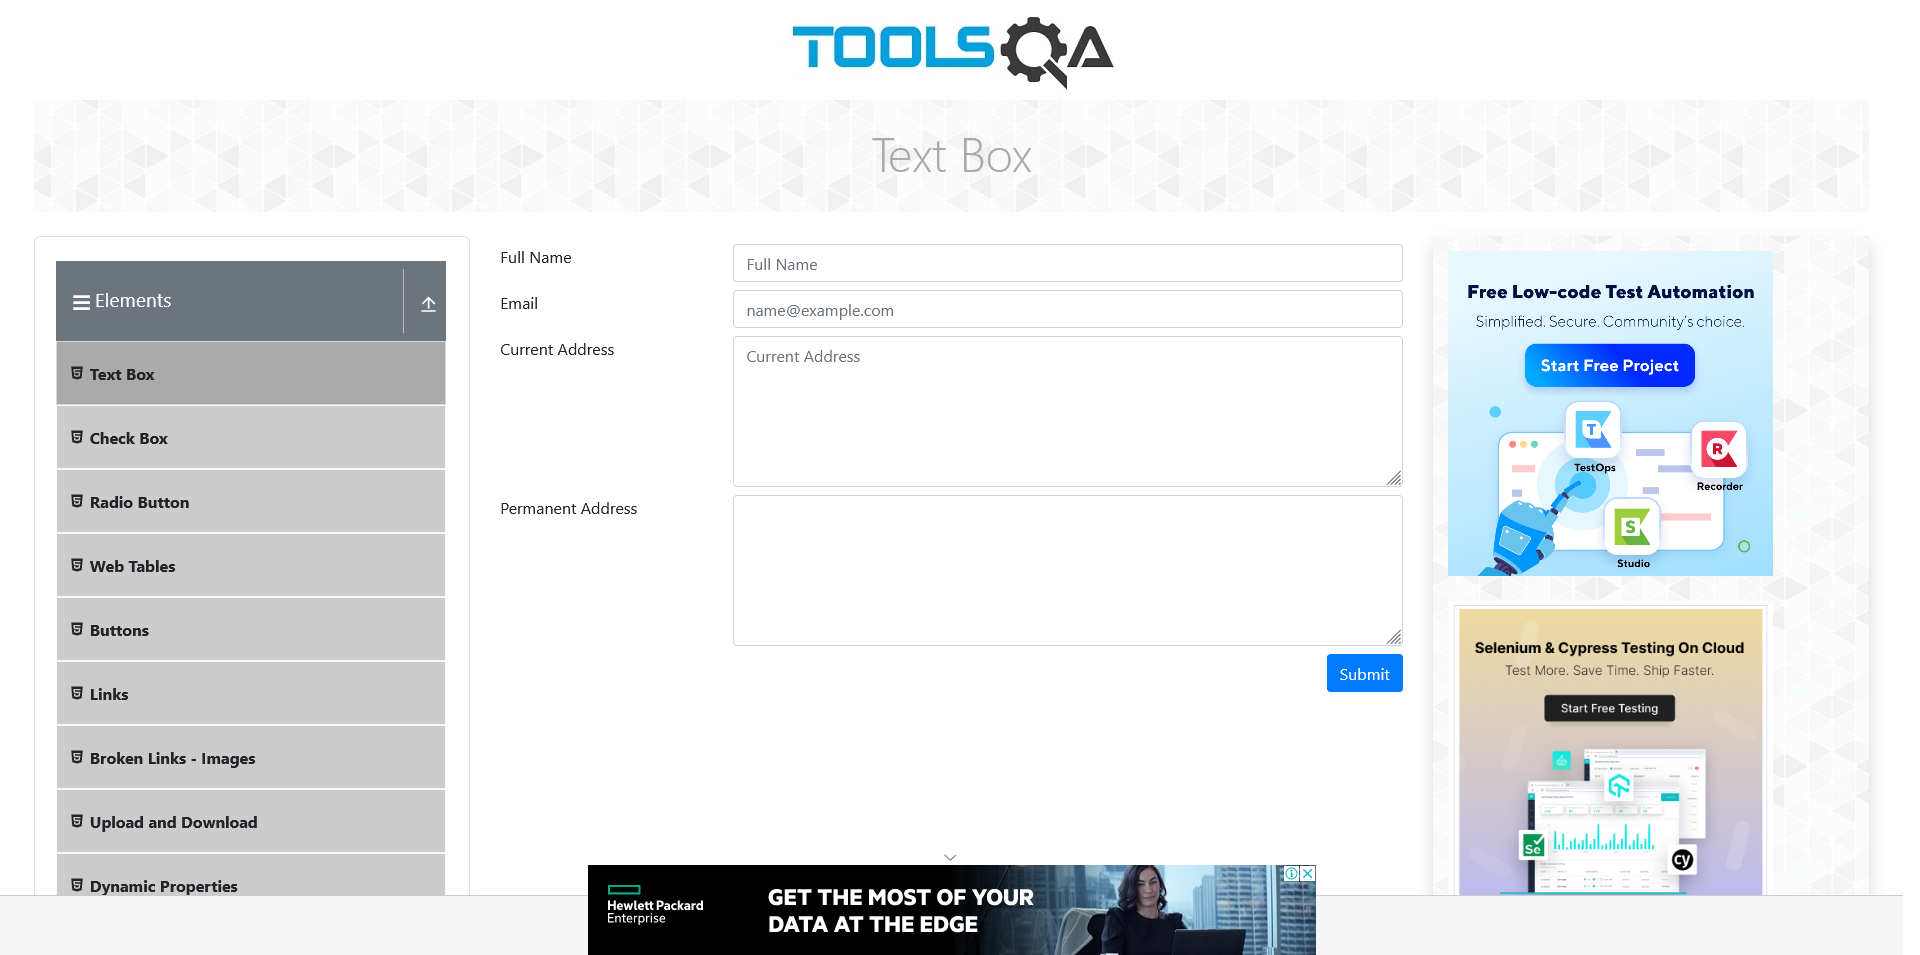 TOOLSQA
Text Box
Elements
Text Box
Check Box
Radio Button
Web Tables
Buttons
Links
Broken Links - Images
Upload and Download
Dynamic Properties
Full Name
Full Name
Email
name@example.com
Current Address
Current Address
Permanent Address
Submit
Free Low-code Test Automation
Simplified. Secure. Community's choice.
Start Free Project
T
TestOps
R
Recorder
S
Studio
Selenium & Cypress Testing On Cloud
Test More. Save Time. Ship Faster.
Start Free Testing
Se
cy
Hewlett Packard
Enterprise
GET THE MOST OF YOUR
DATA AT THE EDGE